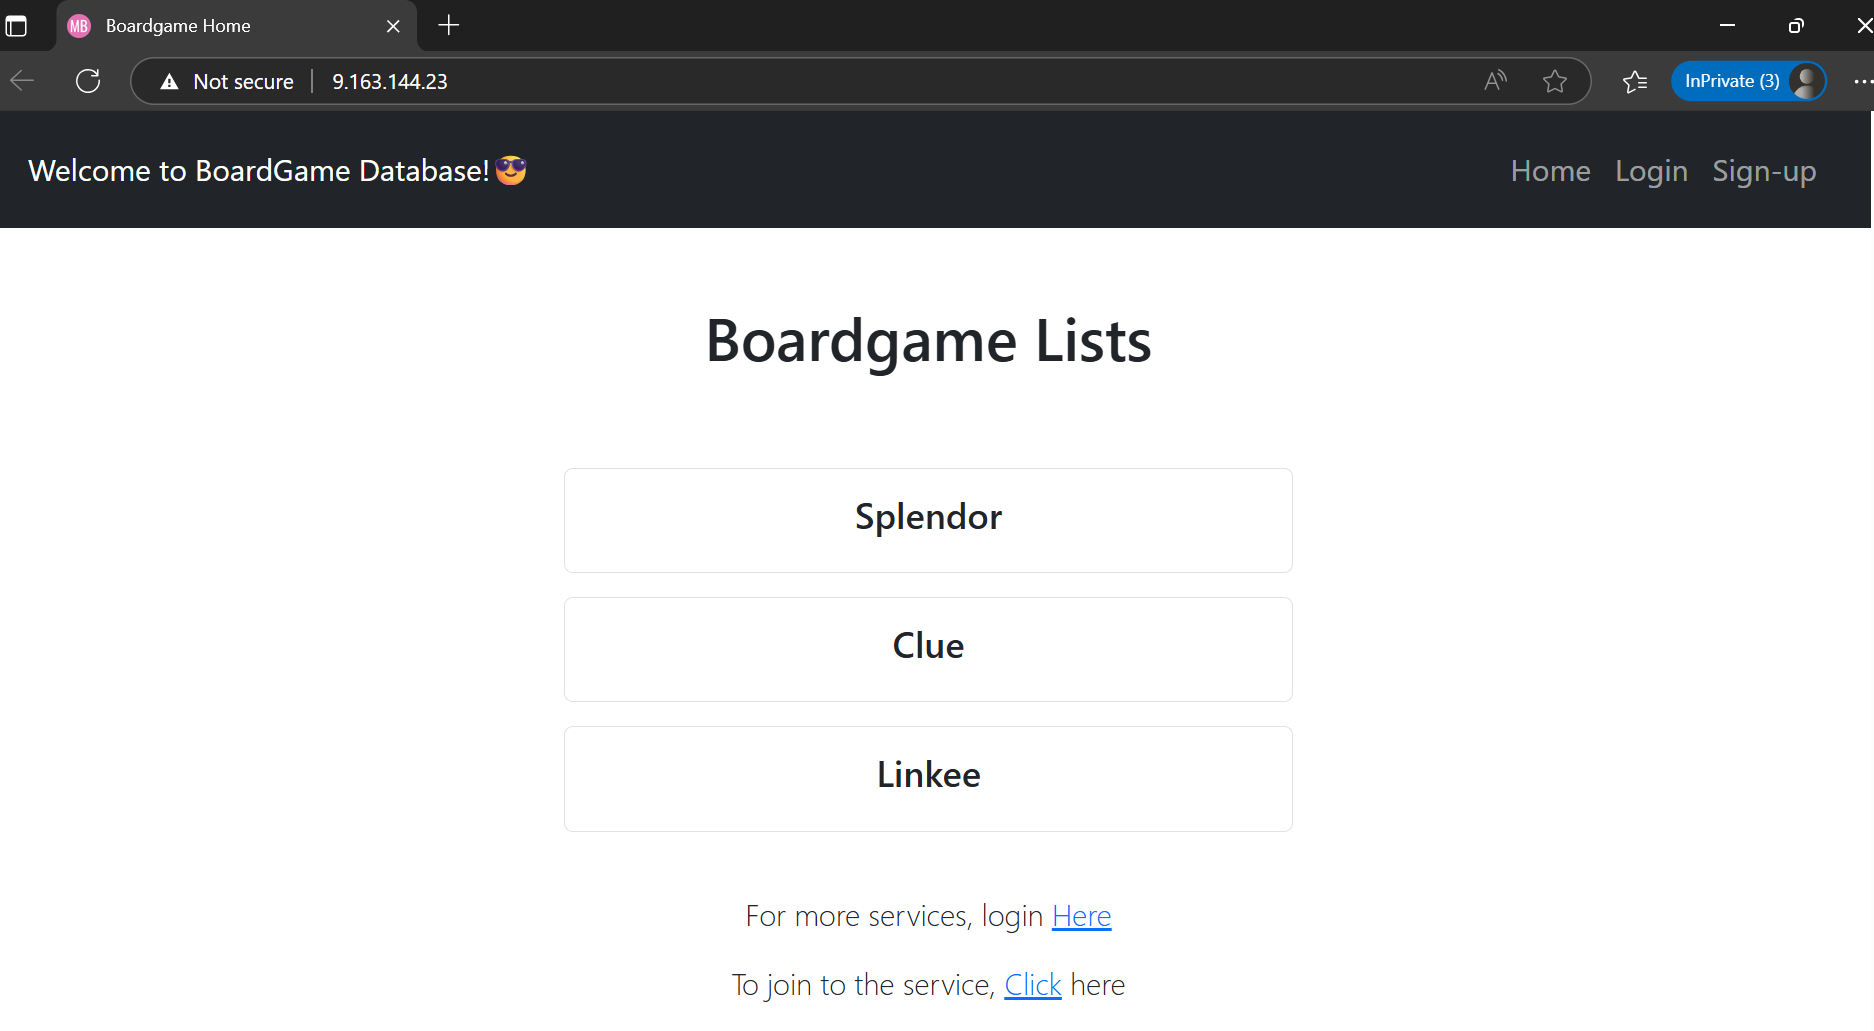 MB Boardgame Home
Not secure 9.163.144.23 InPrivate (3)
Welcome to BoardGame Database!😎 Home Login Sign-up
Boardgame Lists
Splendor
Clue
Linkee
For more services, login Here
To join to the service, Click here